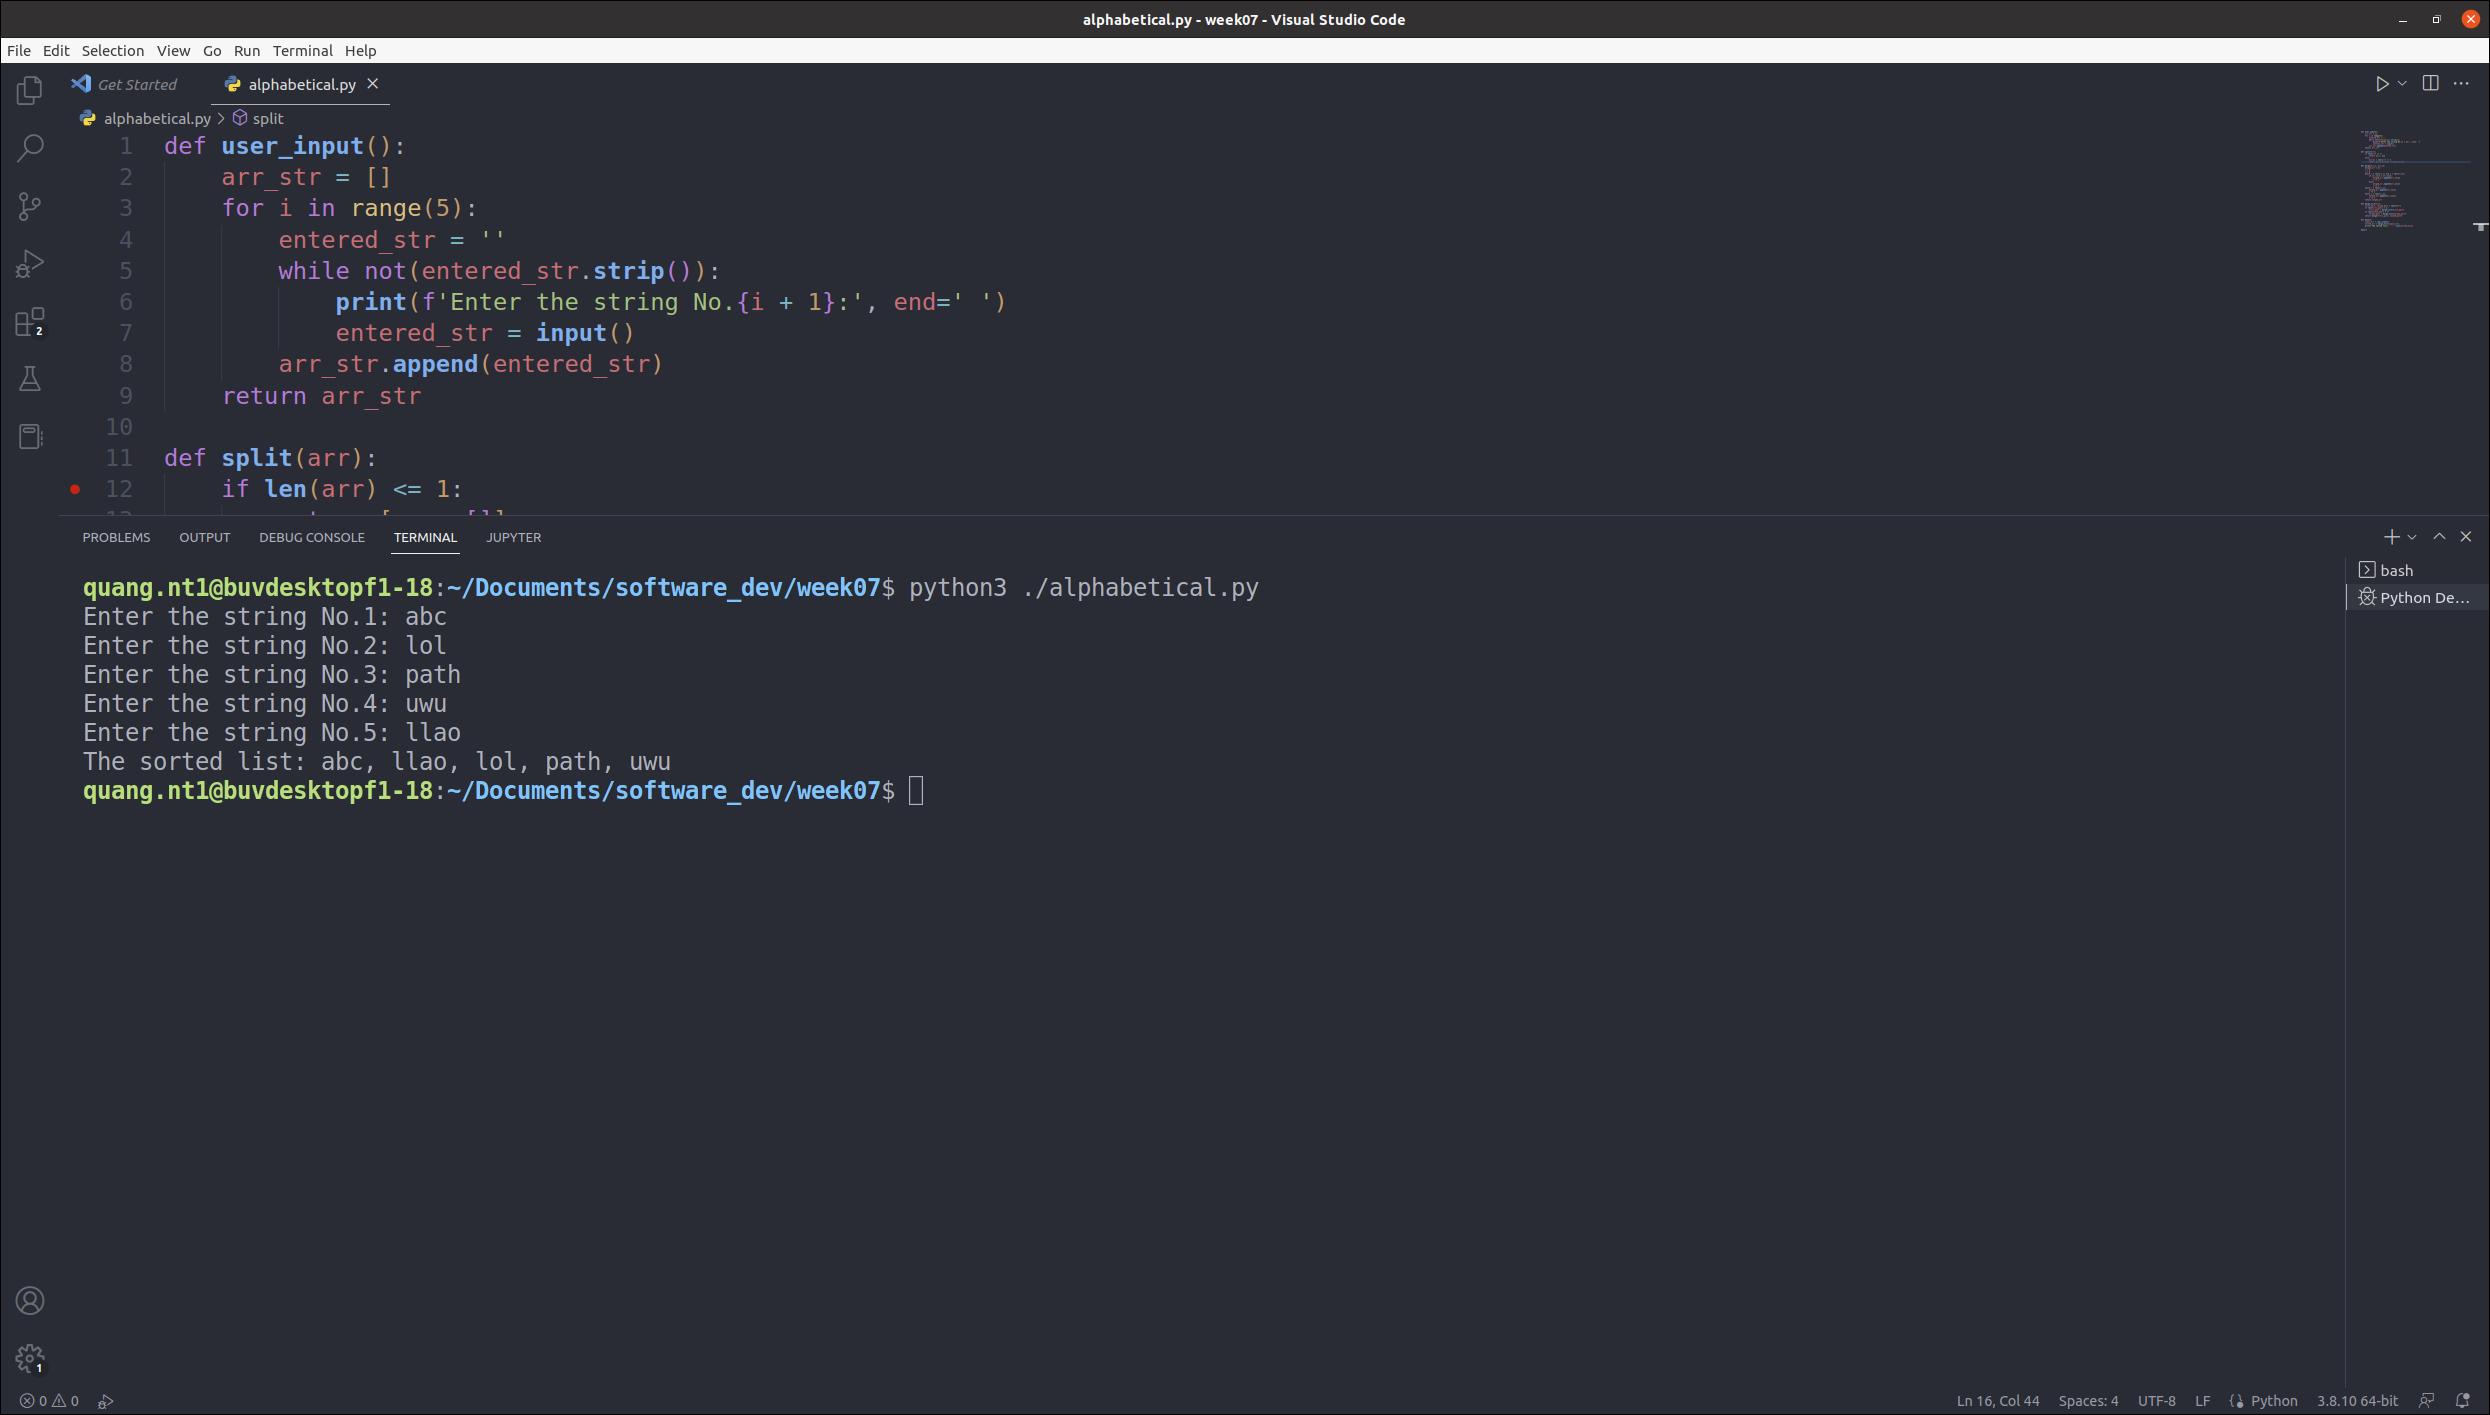 alphabetical.py - week07 - Visual Studio Code
File Edit Selection View Go Run Terminal Help
Get Started alphabetical.py
alphabetical.py > split
1 def user_input():
2     arr_str = []
3     for i in range(5):
4         entered_str = ''
5         while not(entered_str.strip()):
6             print(f'Enter the string No.{i + 1}:', end=' ')
7             entered_str = input()
8         arr_str.append(entered_str)
9     return arr_str
10
11 def split(arr):
12     if len(arr) <= 1:
PROBLEMS OUTPUT DEBUG CONSOLE TERMINAL JUPYTER
quang.nt1@buvdesktopf1-18:~/Documents/software_dev/week07$ python3 ./alphabetical.py
Enter the string No.1: abc
Enter the string No.2: lol
Enter the string No.3: path
Enter the string No.4: uwu
Enter the string No.5: llao
The sorted list: abc, llao, lol, path, uwu
quang.nt1@buvdesktopf1-18:~/Documents/software_dev/week07$
bash
Python De...
2
1
0 0
Ln 16, Col 44 Spaces: 4 UTF-8 LF Python 3.8.10 64-bit